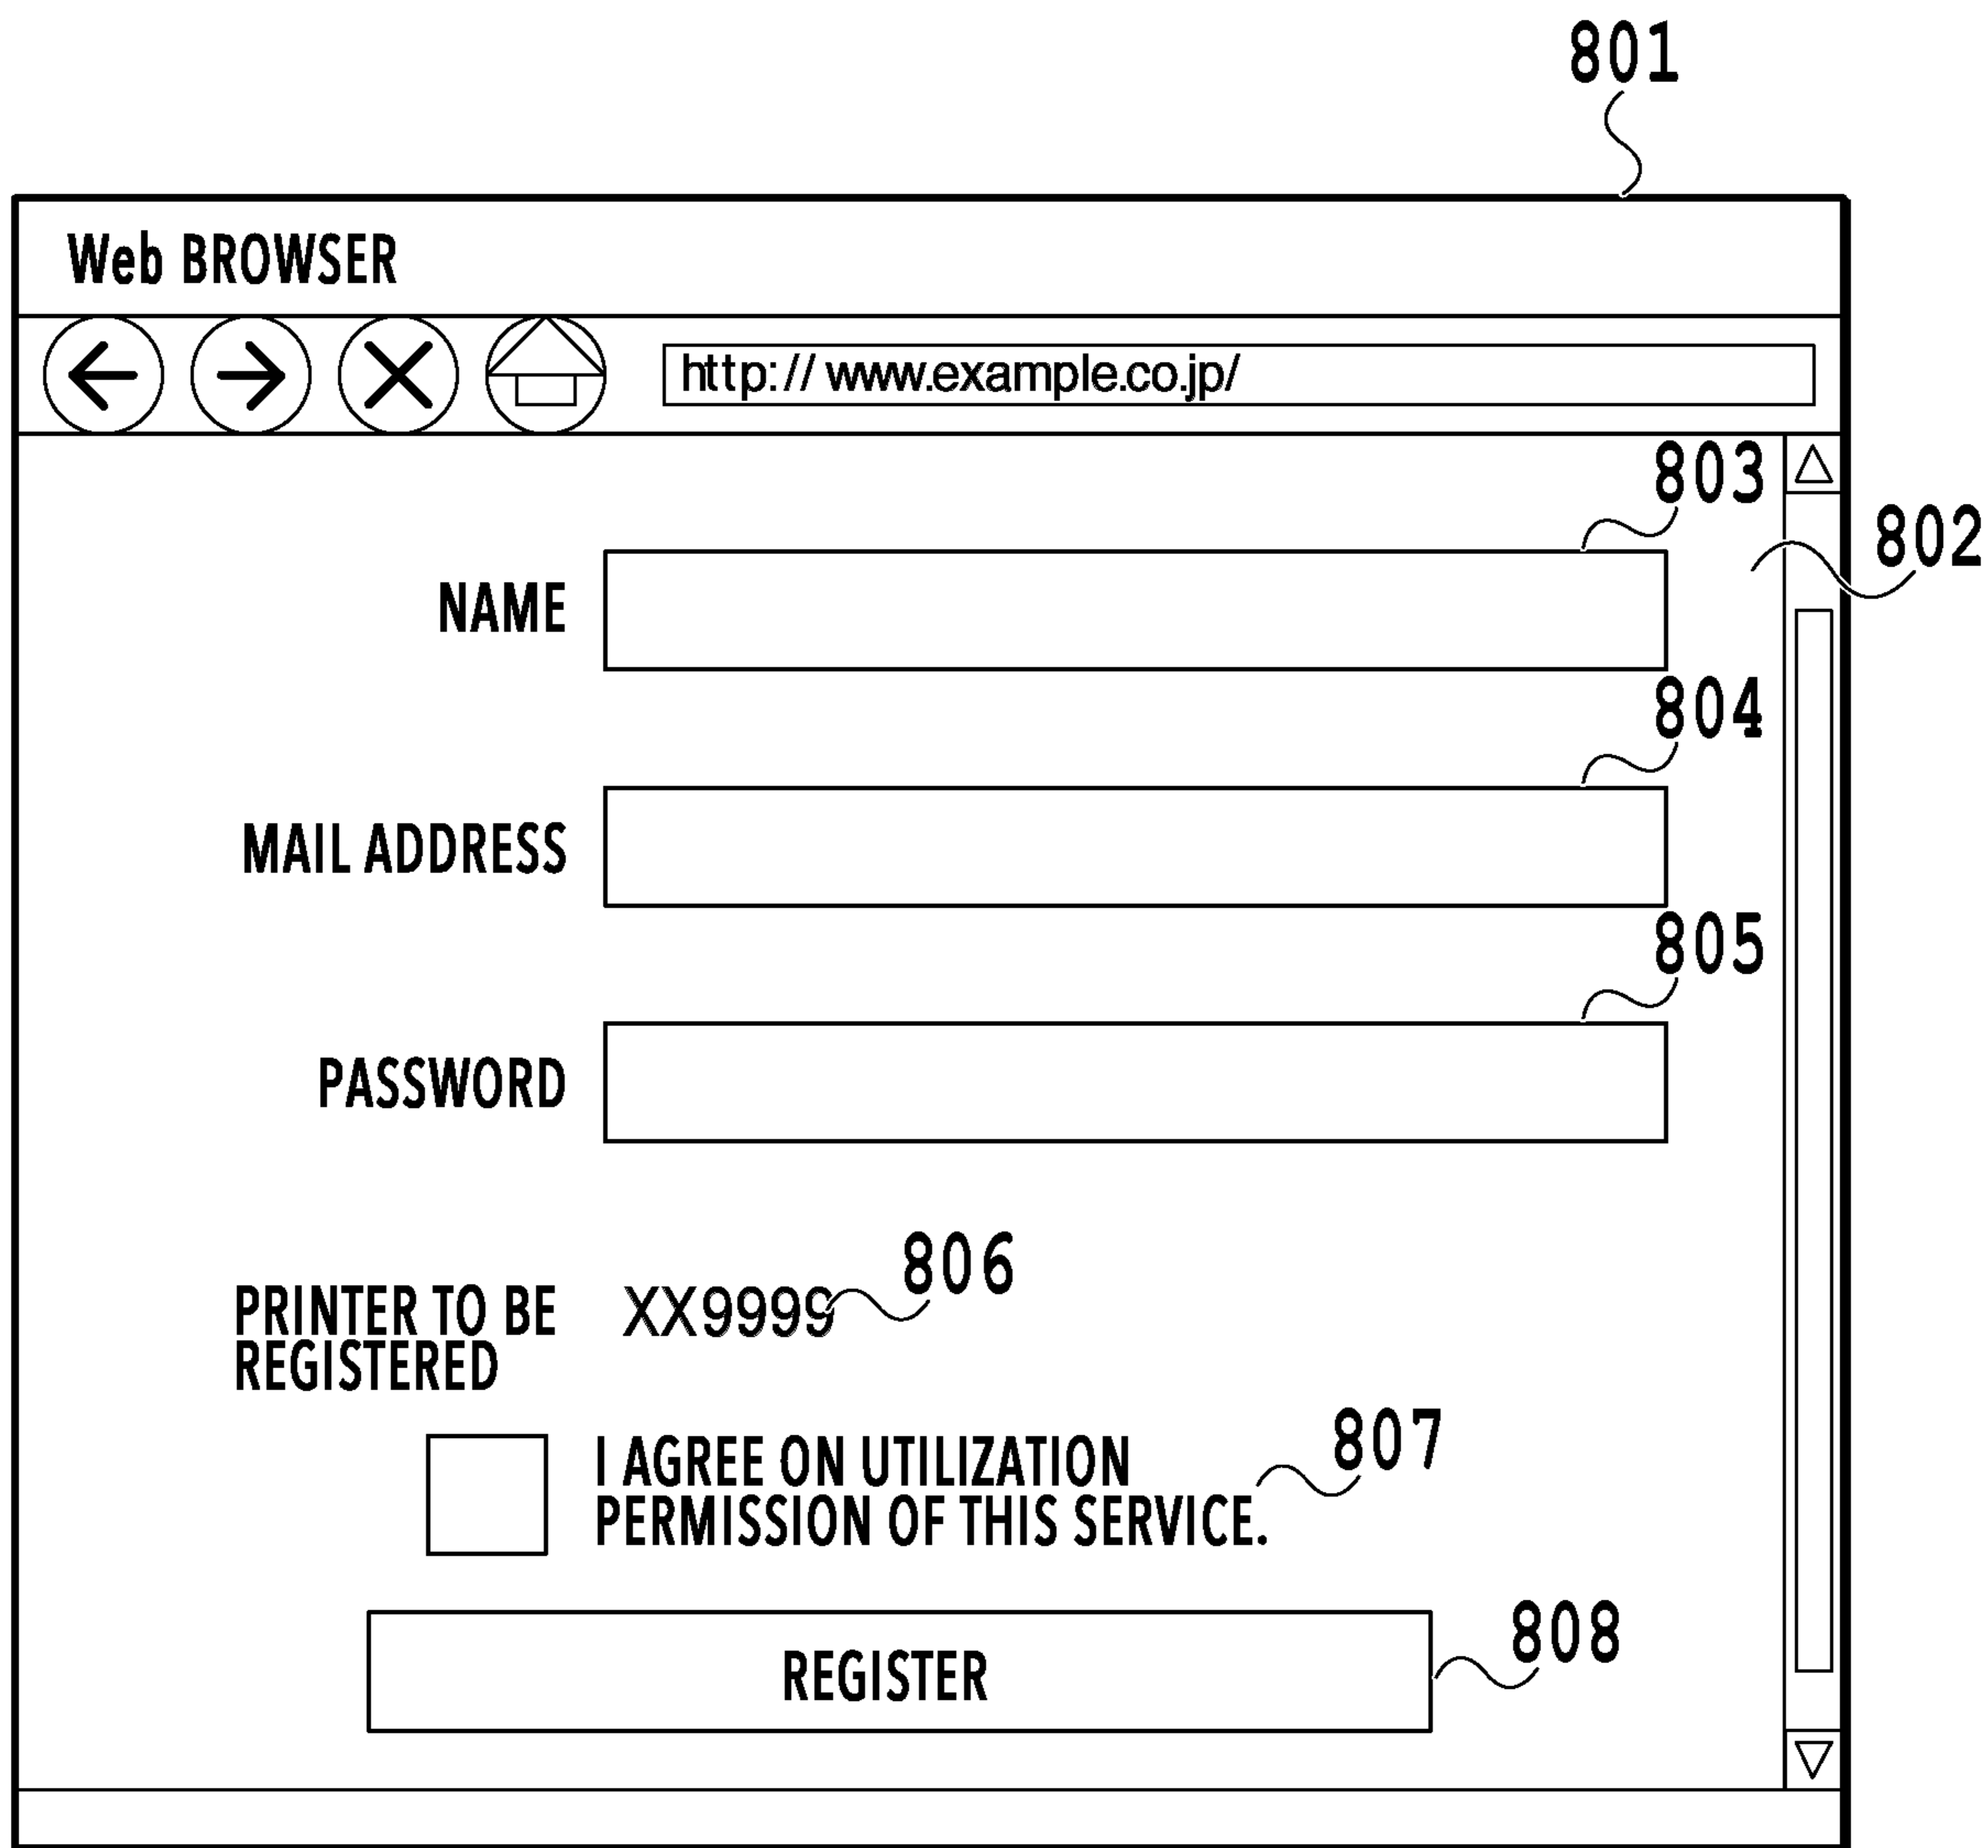 801
Web BROWSER
http://www.example.co.jp/
803
802
NAME
804
MAIL ADDRESS
805
PASSWORD
806
PRINTER TO BE XX9999
REGISTERED
807
I AGREE ON UTILIZATION
PERMISSION OF THIS SERVICE.
808
REGISTER